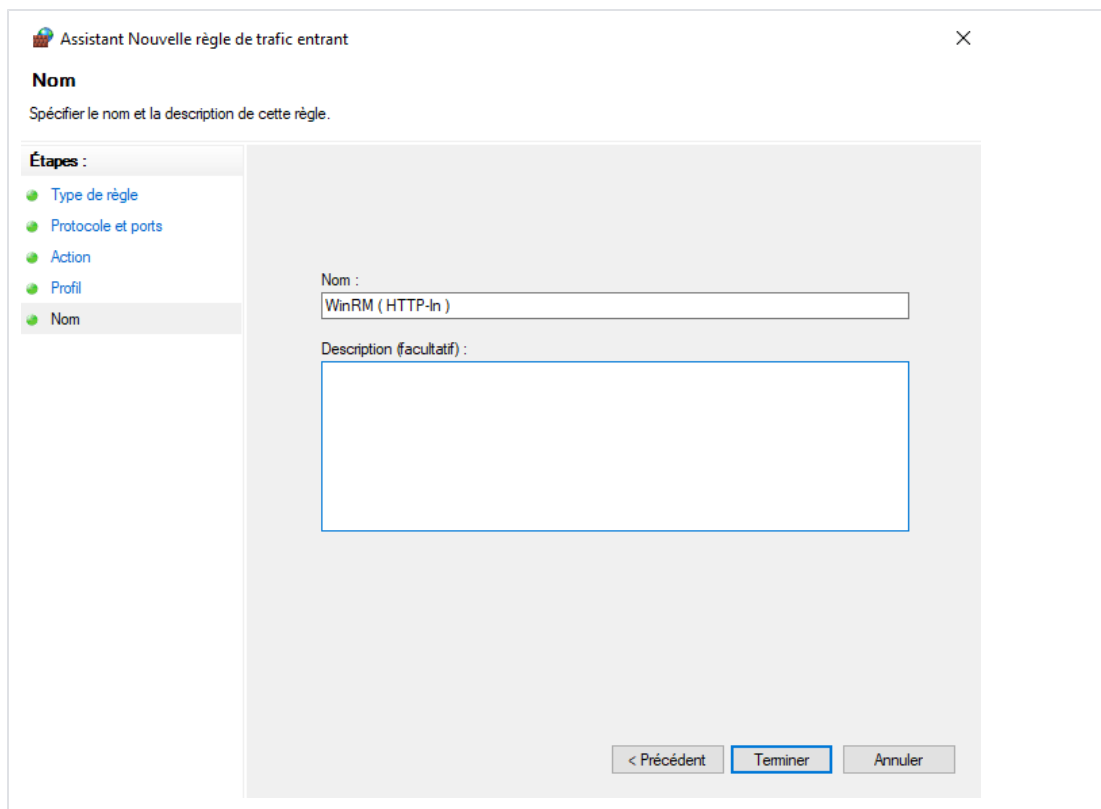 Assistant Nouvelle règle de trafic entrant
Nom
Spécifier le nom et la description de cette règle.
Étapes :
Type de règle
Protocole et ports
Action
Profil
Nom
Nom :
WinRM ( HTTP-In )
Description (facultatif) :
< Précédent
Terminer
Annuler